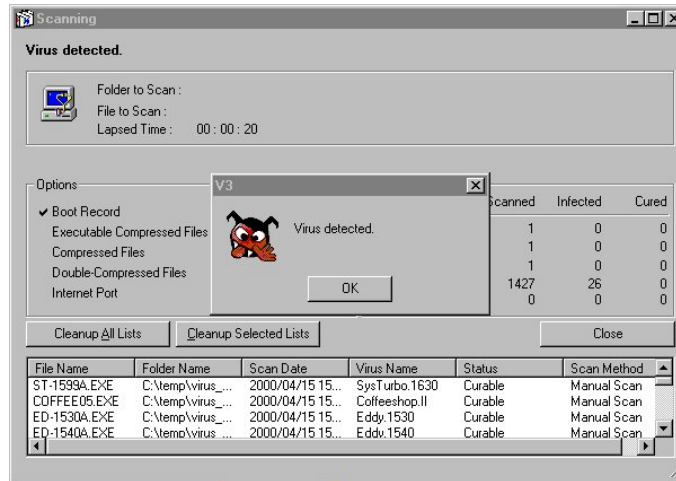 Scanning
Virus detected.
Folder to Scan :
File to Scan :
Lapsed Time : 00 : 00 : 20
Options
V3
Scanned Infected Cured
Boot Record
Executable Compressed Files
Compressed Files
Double-Compressed Files
Internet Port
Virus detected.
OK
1 0 0
1 0 0
1 0 0
1427 26 0
0 0 0
Cleanup All Lists
Cleanup Selected Lists
Close
File Name Folder Name Scan Date Virus Name Status Scan Method
ST-1599A.EXE C:\temp\virus_... 2000/04/15 15... SysTurbo.1630 Curable Manual Scan
COFFEE05.EXE C:\temp\virus_... 2000/04/15 15... Coffeeshop.II Curable Manual Scan
ED-1530A.EXE C:\temp\virus_... 2000/04/15 15... Eddy.1530 Curable Manual Scan
ED-1540A.EXE C:\temp\virus_... 2000/04/15 15... Eddy.1540 Curable Manual Scan